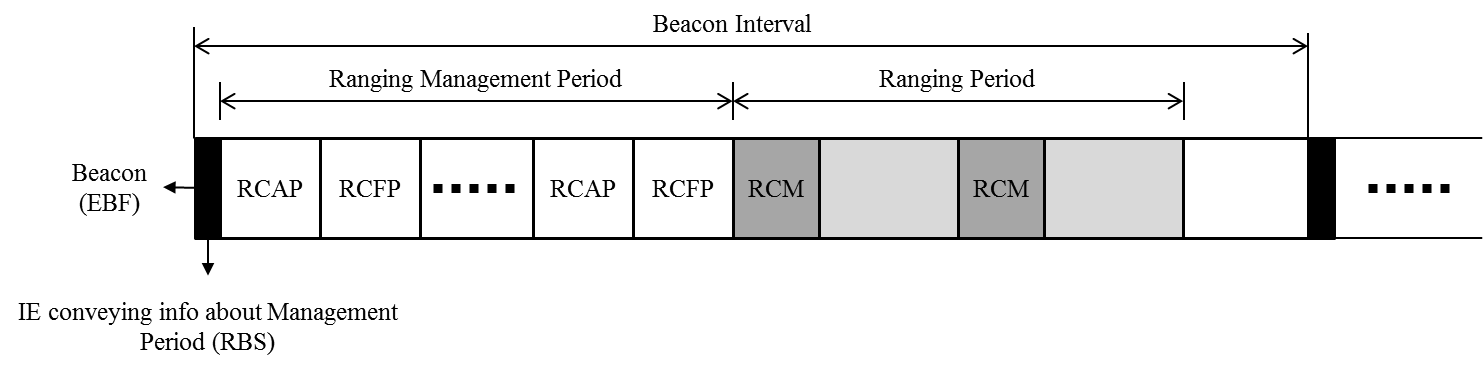 Beacon Interval
Ranging Management Period
Ranging Period
Beacon
(EBF)
RCAP
RCFP
RCAP
RCFP
RCM
RCM
IE conveying info about Management
Period (RBS)